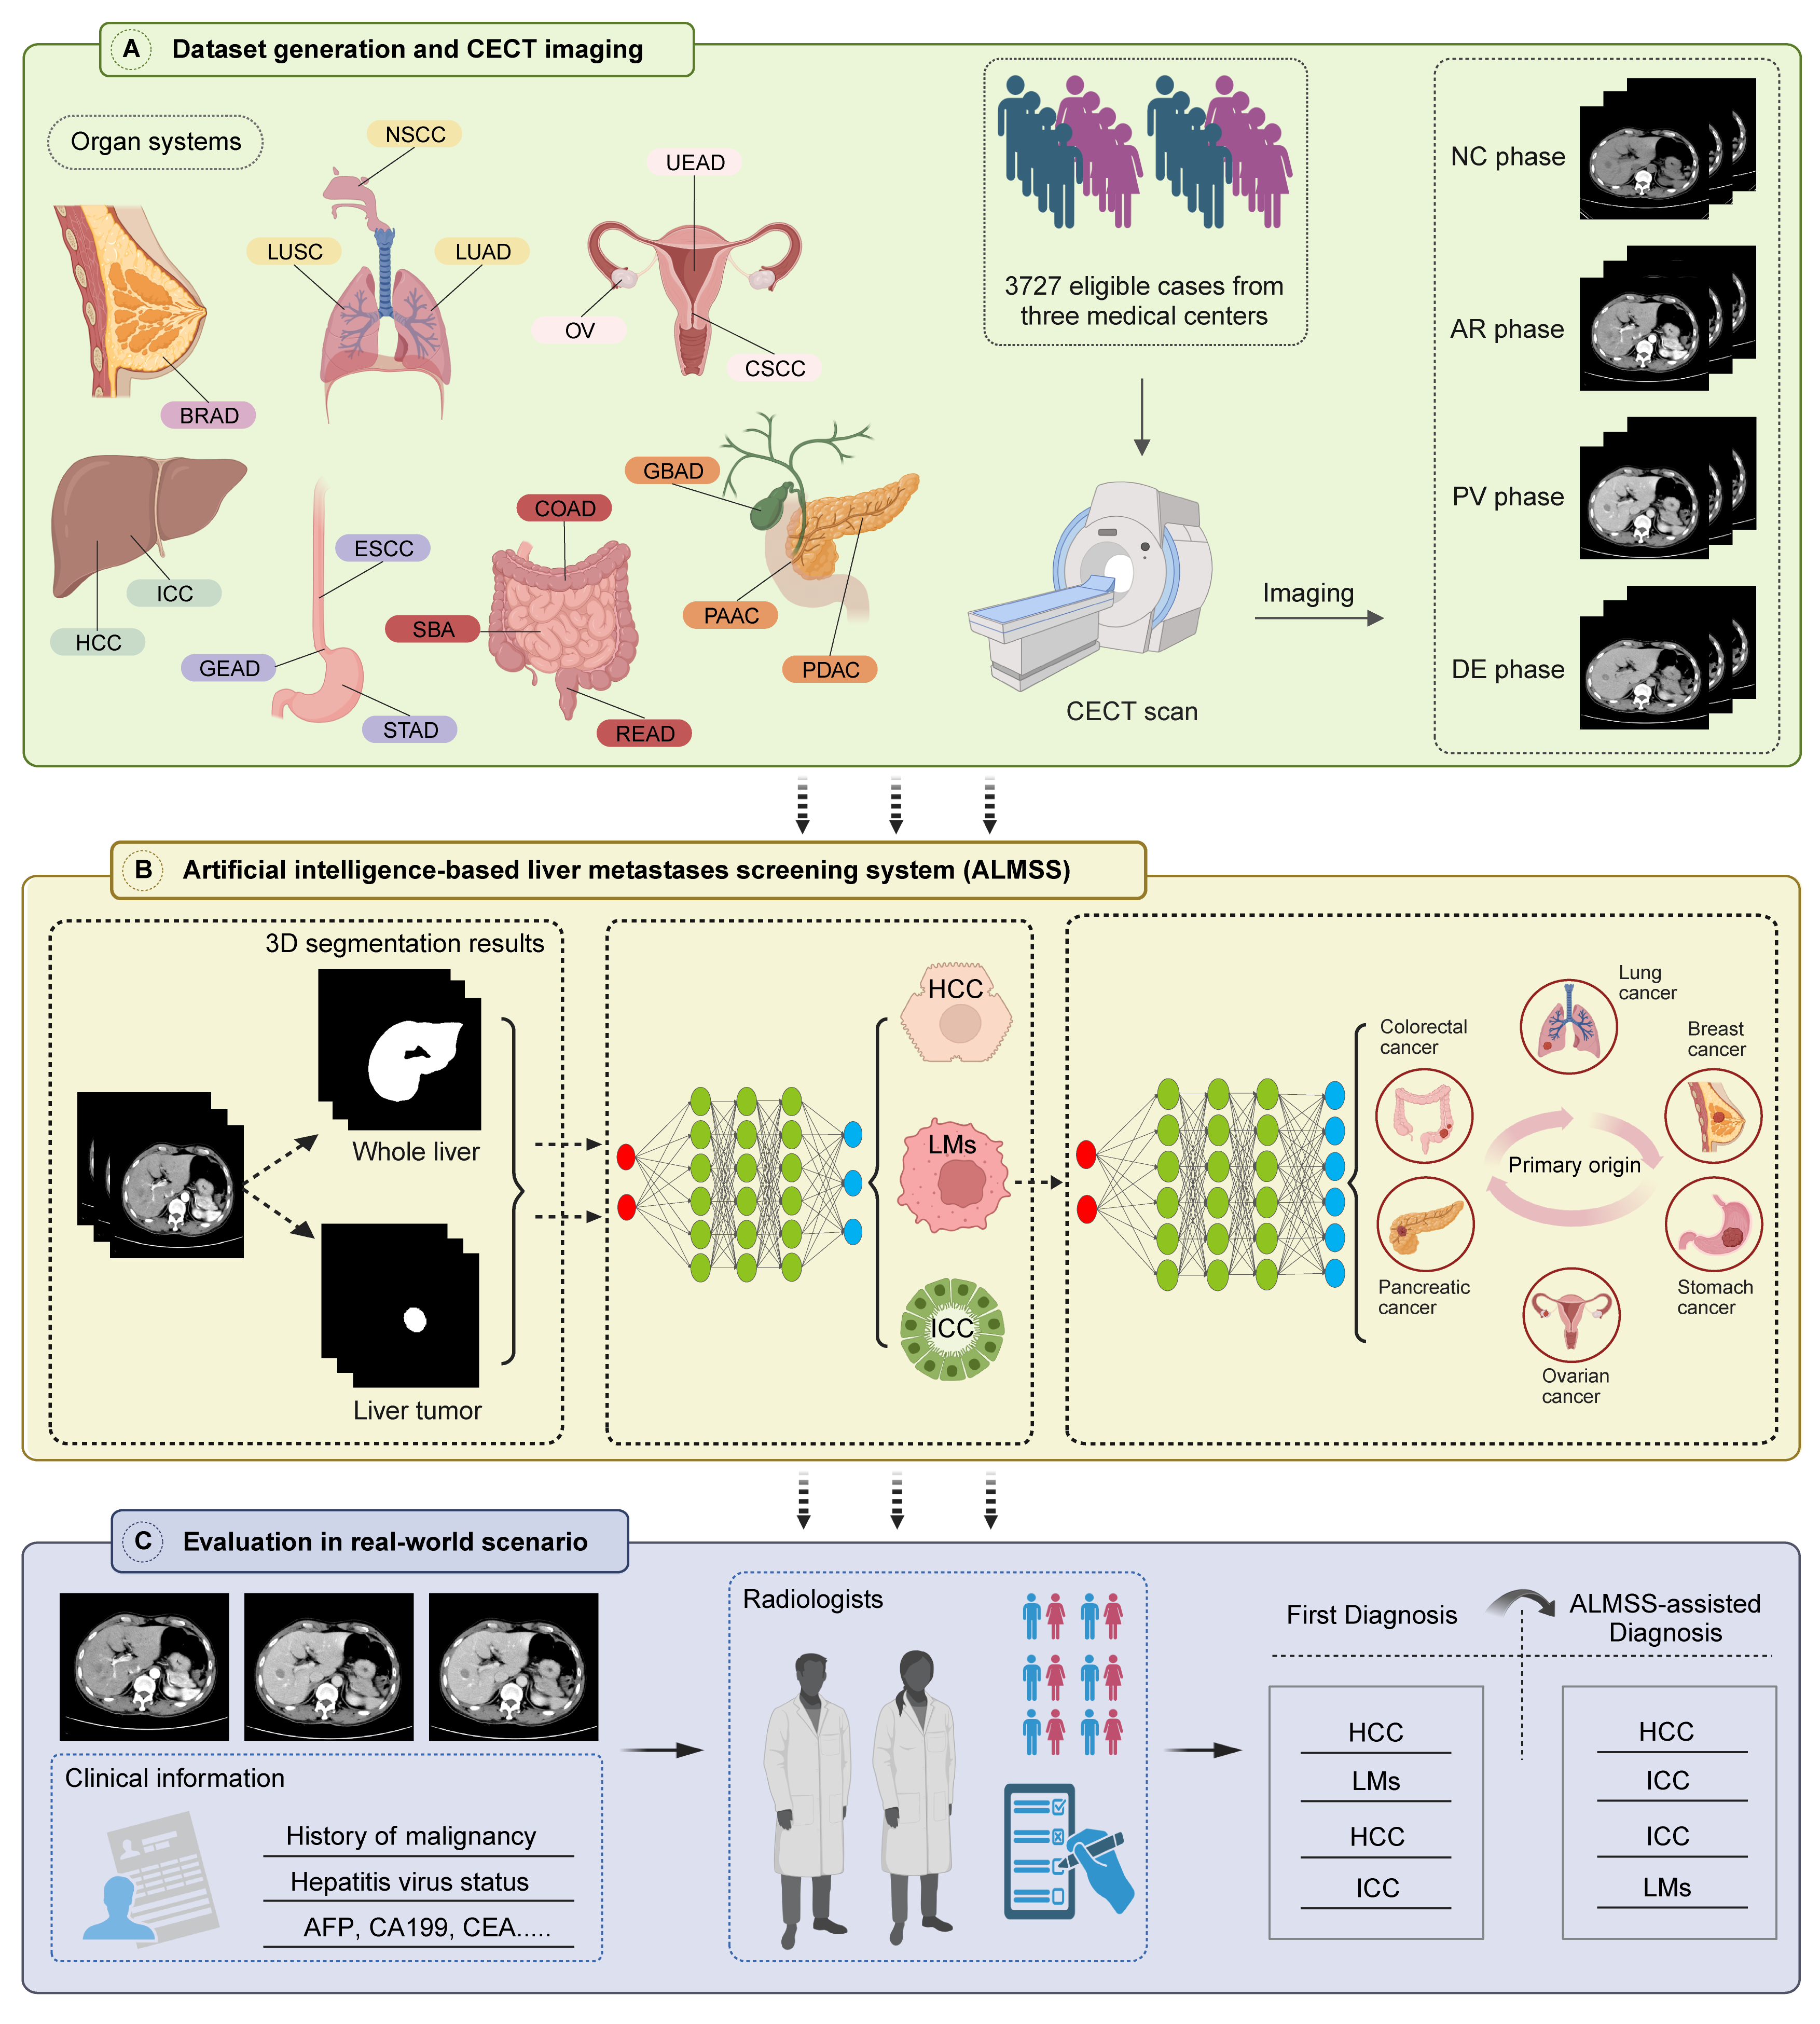 A Dataset generation and CECT imaging
Organ systems
NSCC
LUSC
LUAD
UEAD
OV
CSCC
BRAD
HCC
ICC
ESCC
GEAD
STAD
COAD
SBA
READ
GBAD
PAAC
PDAC
3727 eligible cases from
three medical centers
CECT scan
Imaging
NC phase
AR phase
PV phase
DE phase
B Artificial intelligence-based liver metastases screening system (ALMSS)
3D segmentation results
Whole liver
Liver tumor
HCC
LMs
ICC
Lung
cancer
Colorectal
cancer
Breast
cancer
Primary origin
Pancreatic
cancer
Stomach
cancer
Ovarian
cancer
C Evaluation in real-world scenario
Clinical information
History of malignancy
Hepatitis virus status
AFP, CA199, CEA.....
Radiologists
First Diagnosis
ALMSS-assisted
Diagnosis
HCC
LMs
HCC
ICC
HCC
ICC
ICC
LMs